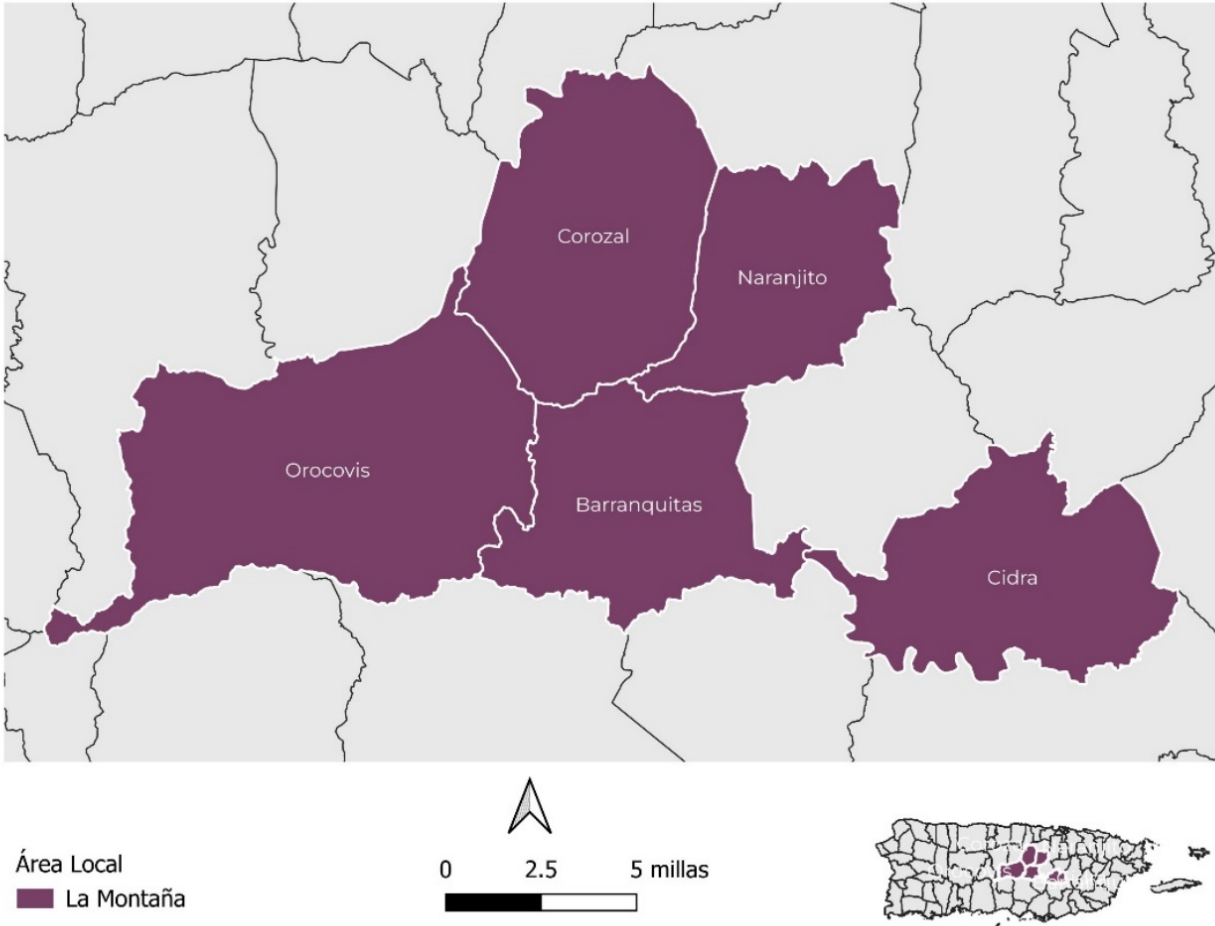 Corozal
Naranjito
Orocovis
Barranquitas
Cidra
Área Local
La Montaña
0 2.5 5 millas